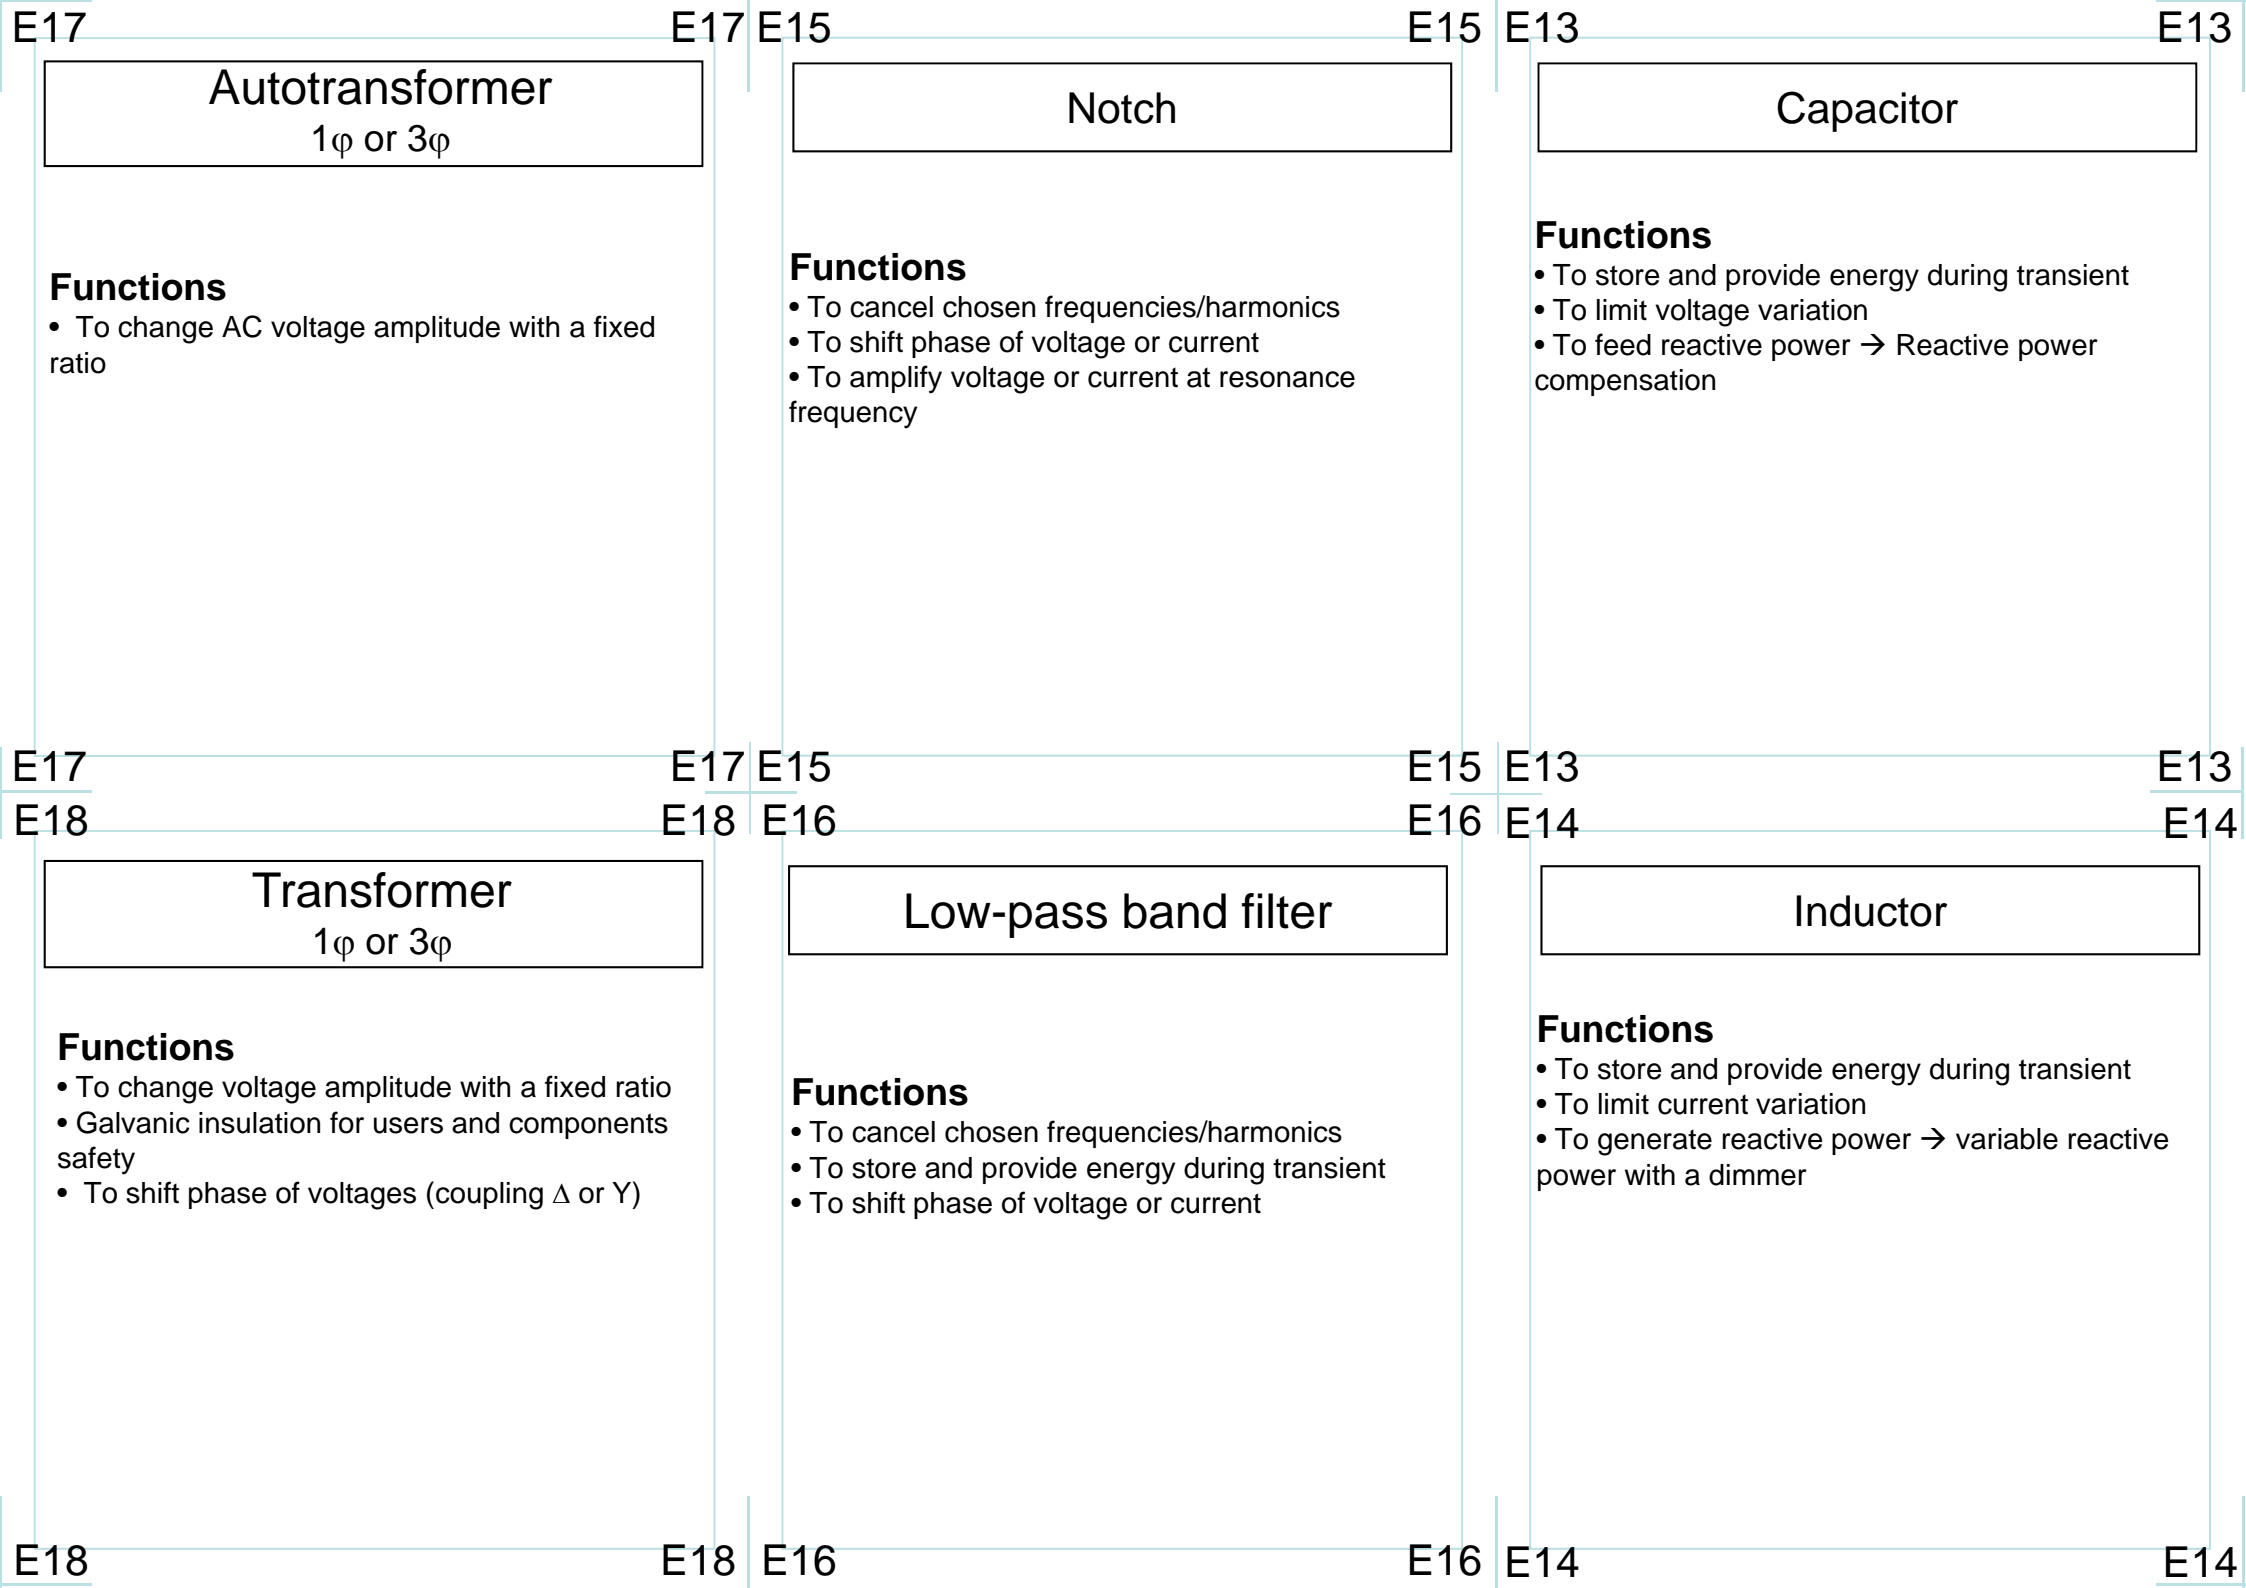 E17 E17
Autotransformer
1φ or 3φ
Functions
• To change AC voltage amplitude with a fixed
ratio
E17 E17
E15 E15
Notch
Functions
• To cancel chosen frequencies/harmonics
• To shift phase of voltage or current
• To amplify voltage or current at resonance
frequency
E15 E15
E13 E13
Capacitor
Functions
• To store and provide energy during transient
• To limit voltage variation
• To feed reactive power → Reactive power
compensation
E13 E13
E18 E18
Transformer
1φ or 3φ
Functions
• To change voltage amplitude with a fixed ratio
• Galvanic insulation for users and components
safety
• To shift phase of voltages (coupling Δ or Y)
E18 E18
E16 E16
Low-pass band filter
Functions
• To cancel chosen frequencies/harmonics
• To store and provide energy during transient
• To shift phase of voltage or current
E16 E16
E14 E14
Inductor
Functions
• To store and provide energy during transient
• To limit current variation
• To generate reactive power → variable reactive
power with a dimmer
E14 E14